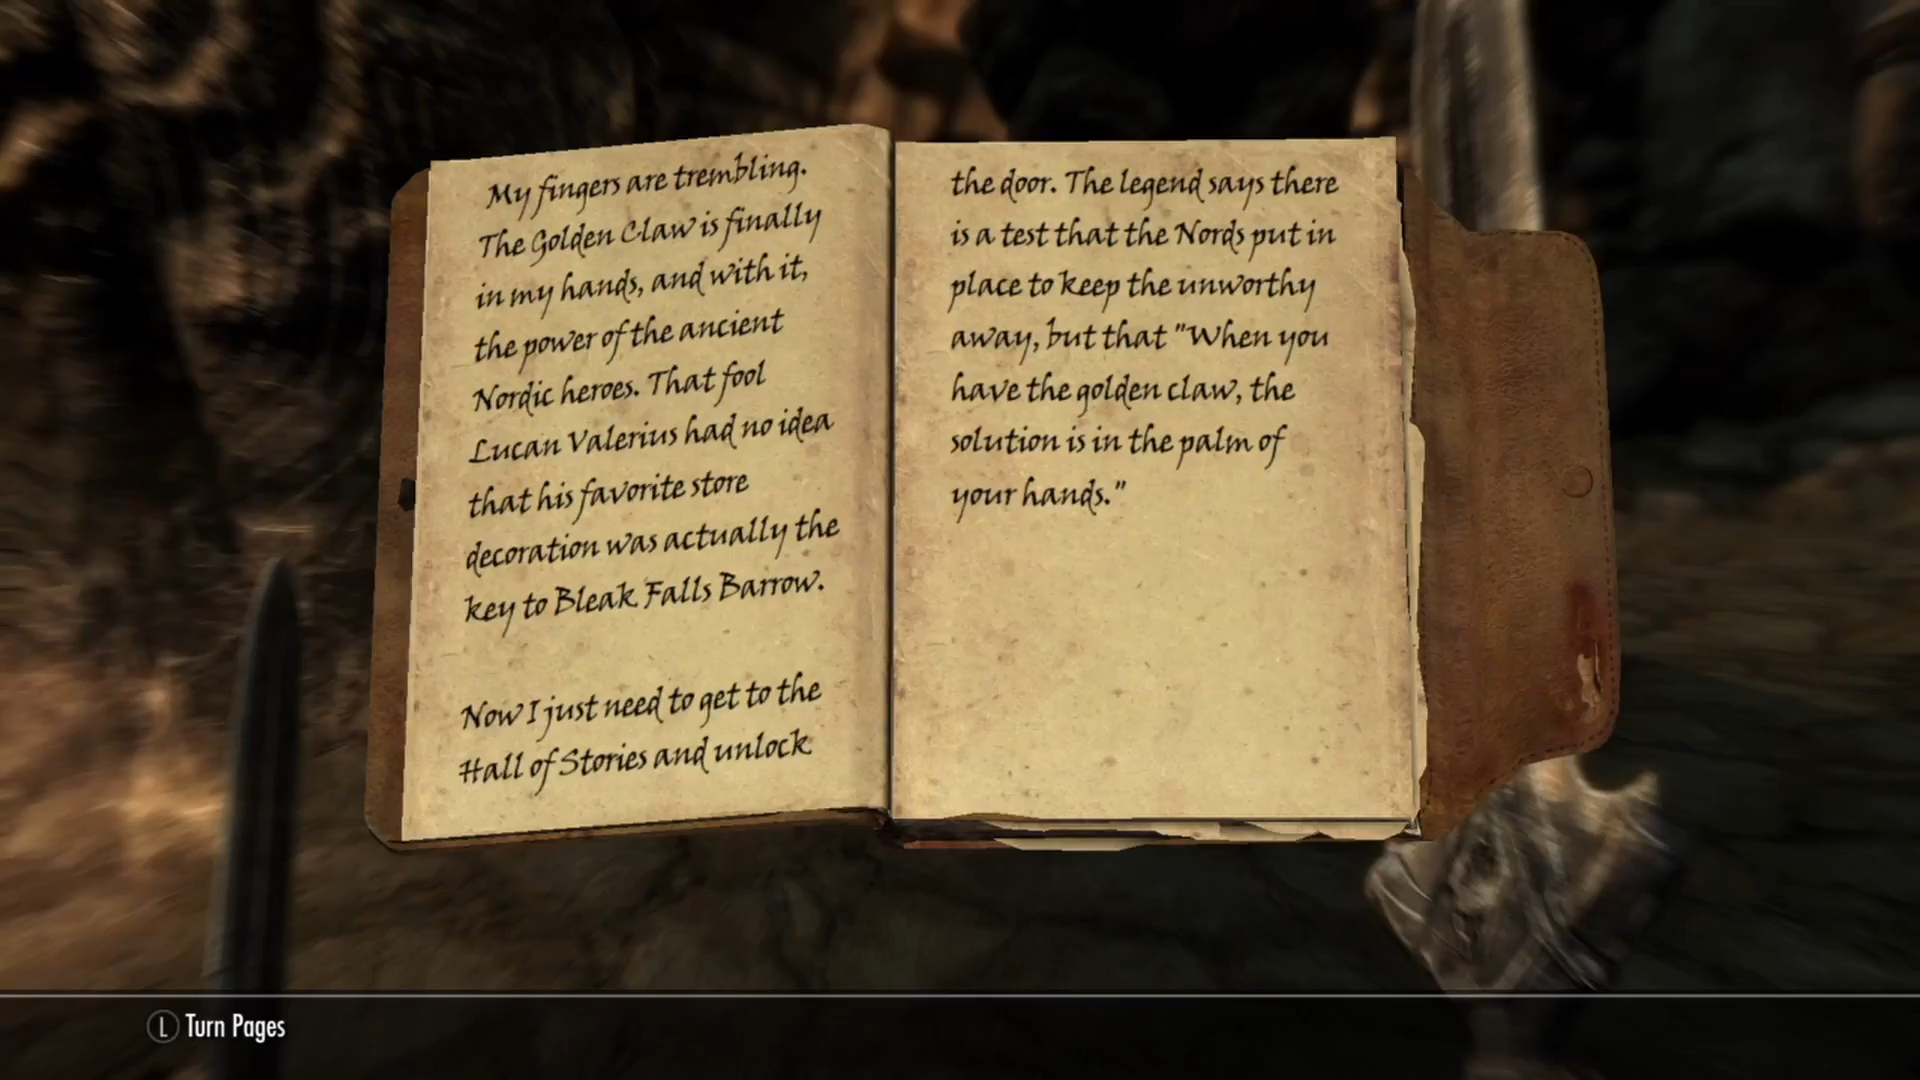 My fingers are trembling.
The Golden Claw is finally
in my hands, and with it,
the power of the ancient
Nordic heroes. That fool
Lucan Valerius had no idea
that his favorite store
decoration was actually the
key to Bleak Falls Barrow.
Now I just need to get to the
Hall of Stories and unlock
the door. The legend says there
is a test that the Nords put in
place to keep the unworthy
away, but that "When you
have the golden claw, the
solution is in the palm of
your hands."
L Turn Pages